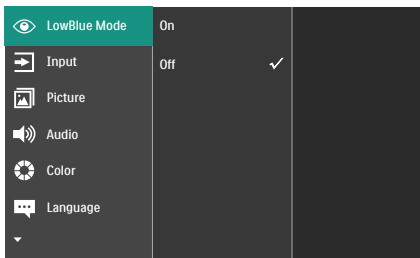 LowBlue Mode
On
Input
Off
Picture
Audio
Color
Language